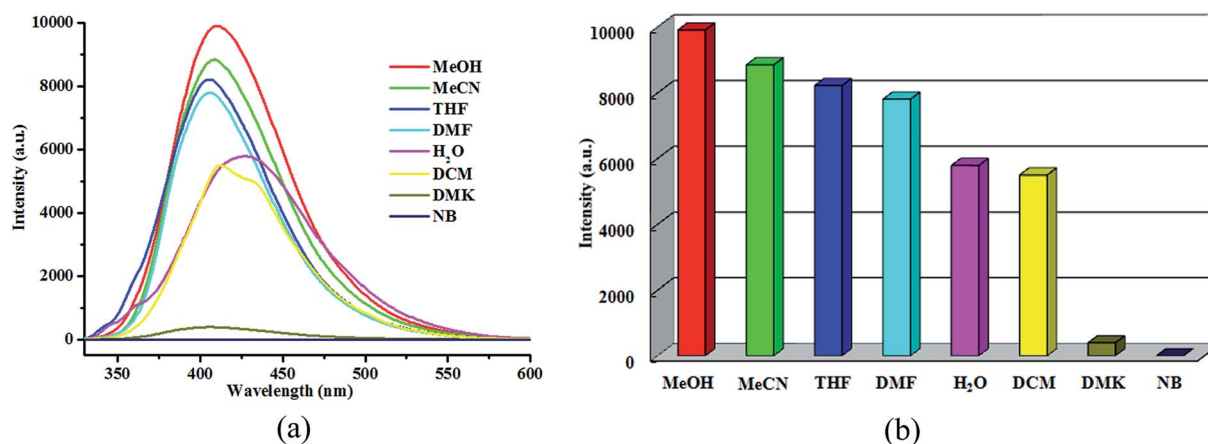 10000
8000
6000
4000
2000
0
Intensity (a.u.)
MeOH
MeCN
THF
DMF
H₂O
DCM
DMK
NB
350 400 450 500 550 600
Wavelength (nm)
(a)
10000
8000
6000
4000
2000
0
Intensity (a.u.)
MeOH MeCN THF DMF H₂O DCM DMK NB
(b)